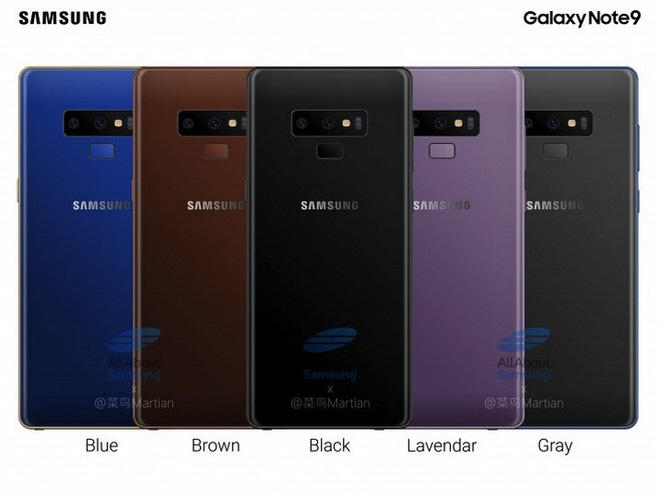 SAMSUNG
Galaxy Note9
SAMSUNG SAMSUNG SAMSUNG SAMSUNG SAMSUNG
AllAbout AllAbout
Samsung Samsung Samsung
x x x
@菜鸟Martian @菜鸟Martian @菜鸟Martian
Blue Brown Black Lavendar Gray